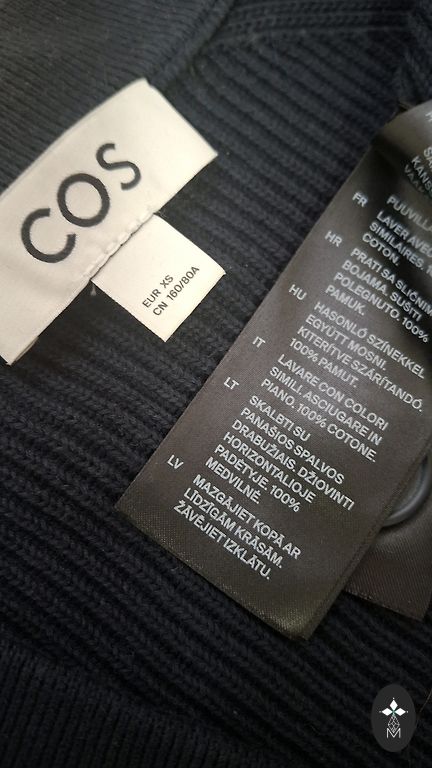 COS
EUR XS
CN 160/80A
KANS
PUUVILLA
FR
LAVER AVEC
SIMILAIRES.
COTON.
HR
PRATI SA SLIČNIM
BOJAMA. SUŠITI
POLEGNUTO. 100%
PAMUK.
HU
HASONLÓ SZÍNEKKEL
EGYÜTT MOSNI.
KITERÍTVE SZÁRÍTANDÓ.
100% PAMUT.
IT
LAVARE CON COLORI
SIMILI. ASCIUGARE IN
PIANO. 100% COTONE.
LT
SKALBTI SU
PANAŠIOS SPALVOS
DRABUŽIAIS. DŽIOVINTI
HORIZONTALIOJE
PADĖTYJE. 100%
MEDVILNĖ
LV
MAZGĀJIET KOPĀ AR
LĪDZĪGĀM KRĀSĀM.
ŽĀVĒJIET IZKLĀTU.
M